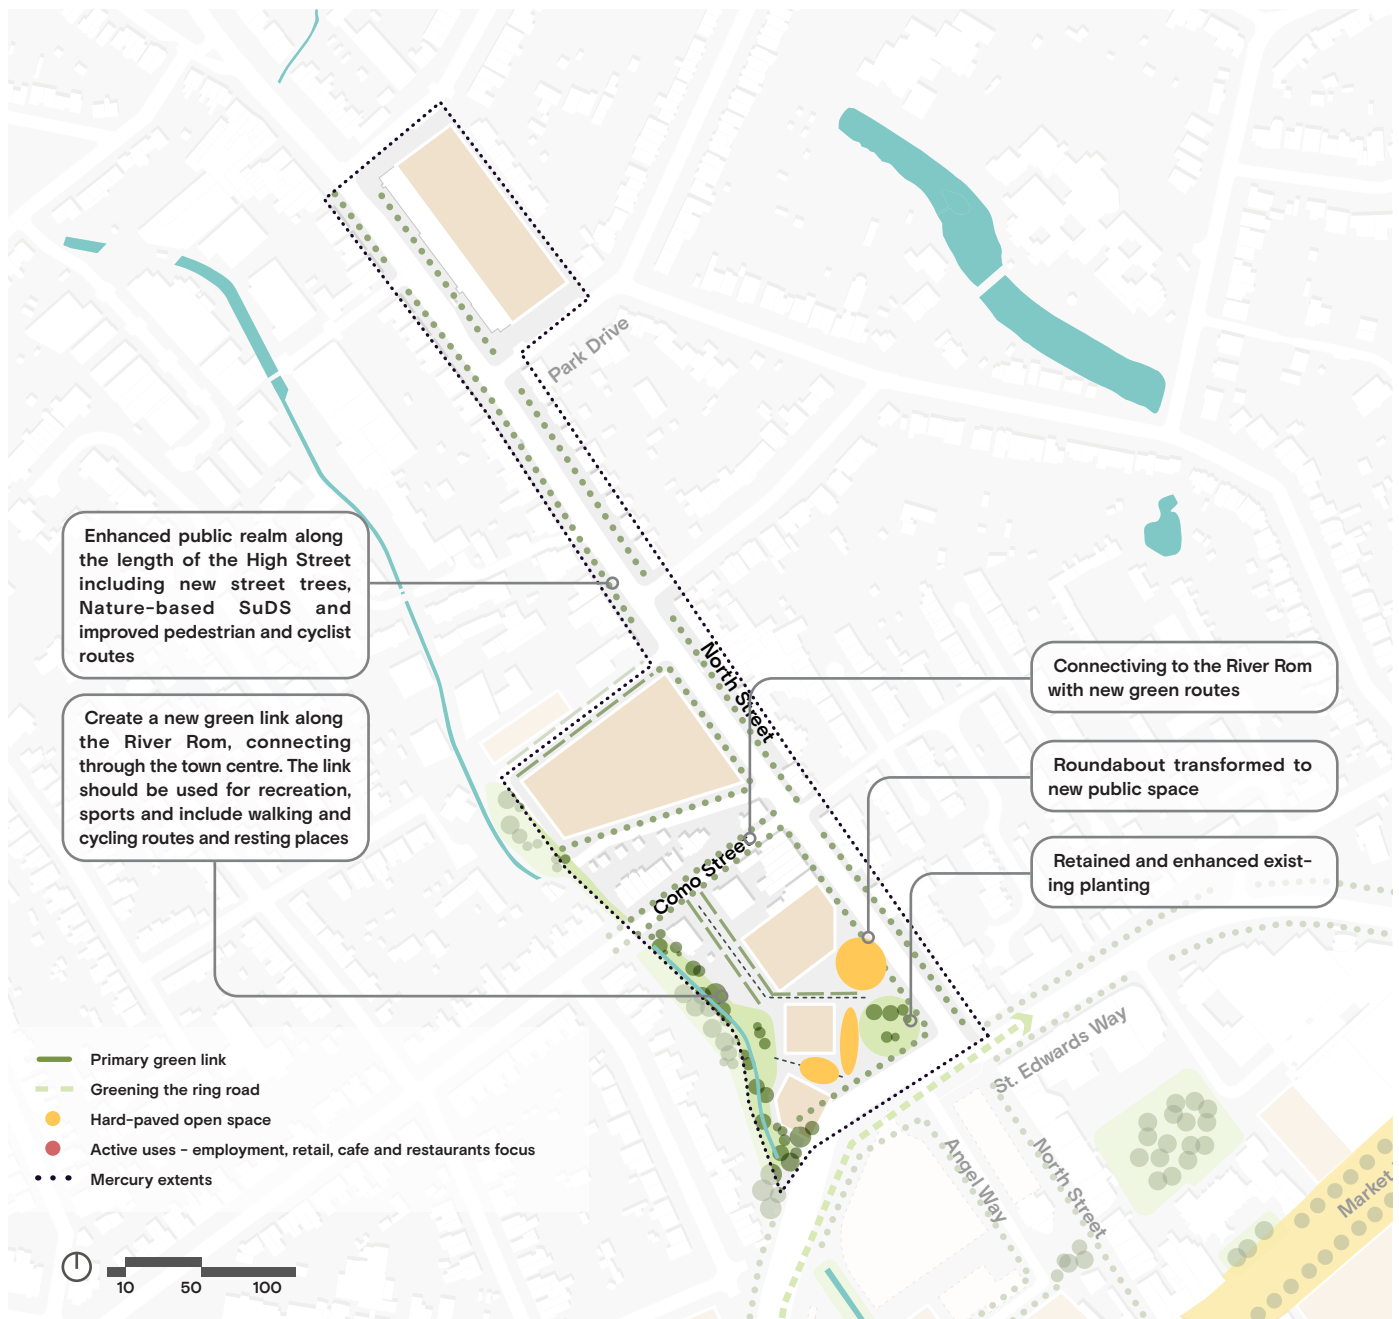 Park Drive
Enhanced public realm along
the length of the High Street
including new street trees,
Nature-based SuDS and
improved pedestrian and cyclist
routes
North Street
Connectiving to the River Rom
with new green routes
Create a new green link along
the River Rom, connecting
through the town centre. The link
should be used for recreation,
sports and include walking and
cycling routes and resting places
Roundabout transformed to
new public space
Como Street
Retained and enhanced exist-
ing planting
St. Edwards Way
Angel Way
North Street
Market
Primary green link
Greening the ring road
Hard-paved open space
Active uses - employment, retail, cafe and restaurants focus
Mercury extents
10 50 100